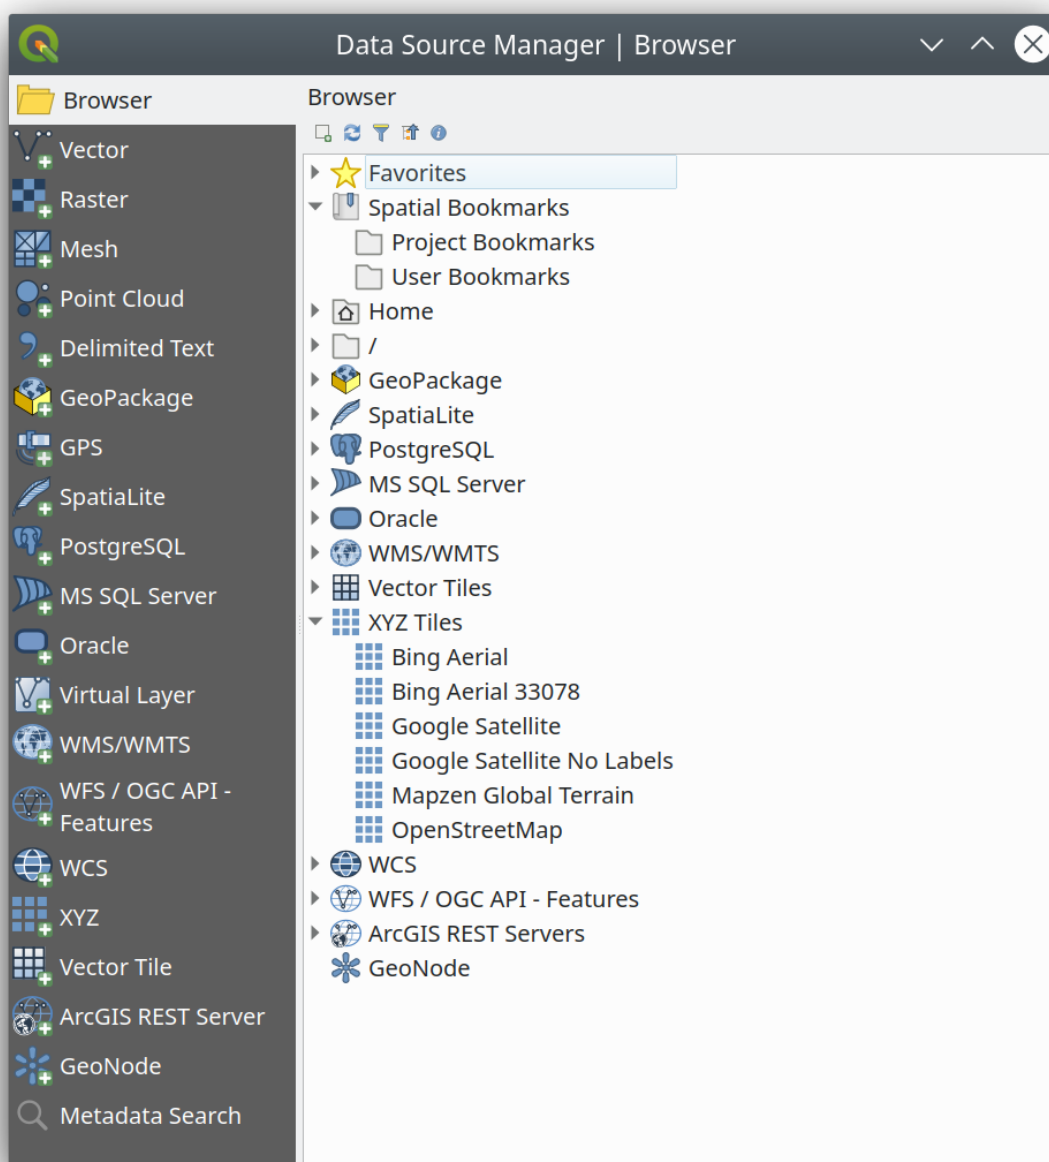 Data Source Manager | Browser
Browser
Vector
Raster
Mesh
Point Cloud
Delimited Text
GeoPackage
GPS
SpatiaLite
PostgreSQL
MS SQL Server
Oracle
Virtual Layer
WMS/WMTS
WFS / OGC API -
Features
WCS
XYZ
Vector Tile
ArcGIS REST Server
GeoNode
Metadata Search
Browser
Favorites
Spatial Bookmarks
Project Bookmarks
User Bookmarks
Home
/
GeoPackage
SpatiaLite
PostgreSQL
MS SQL Server
Oracle
WMS/WMTS
Vector Tiles
XYZ Tiles
Bing Aerial
Bing Aerial 33078
Google Satellite
Google Satellite No Labels
Mapzen Global Terrain
OpenStreetMap
WCS
WFS / OGC API - Features
ArcGIS REST Servers
GeoNode